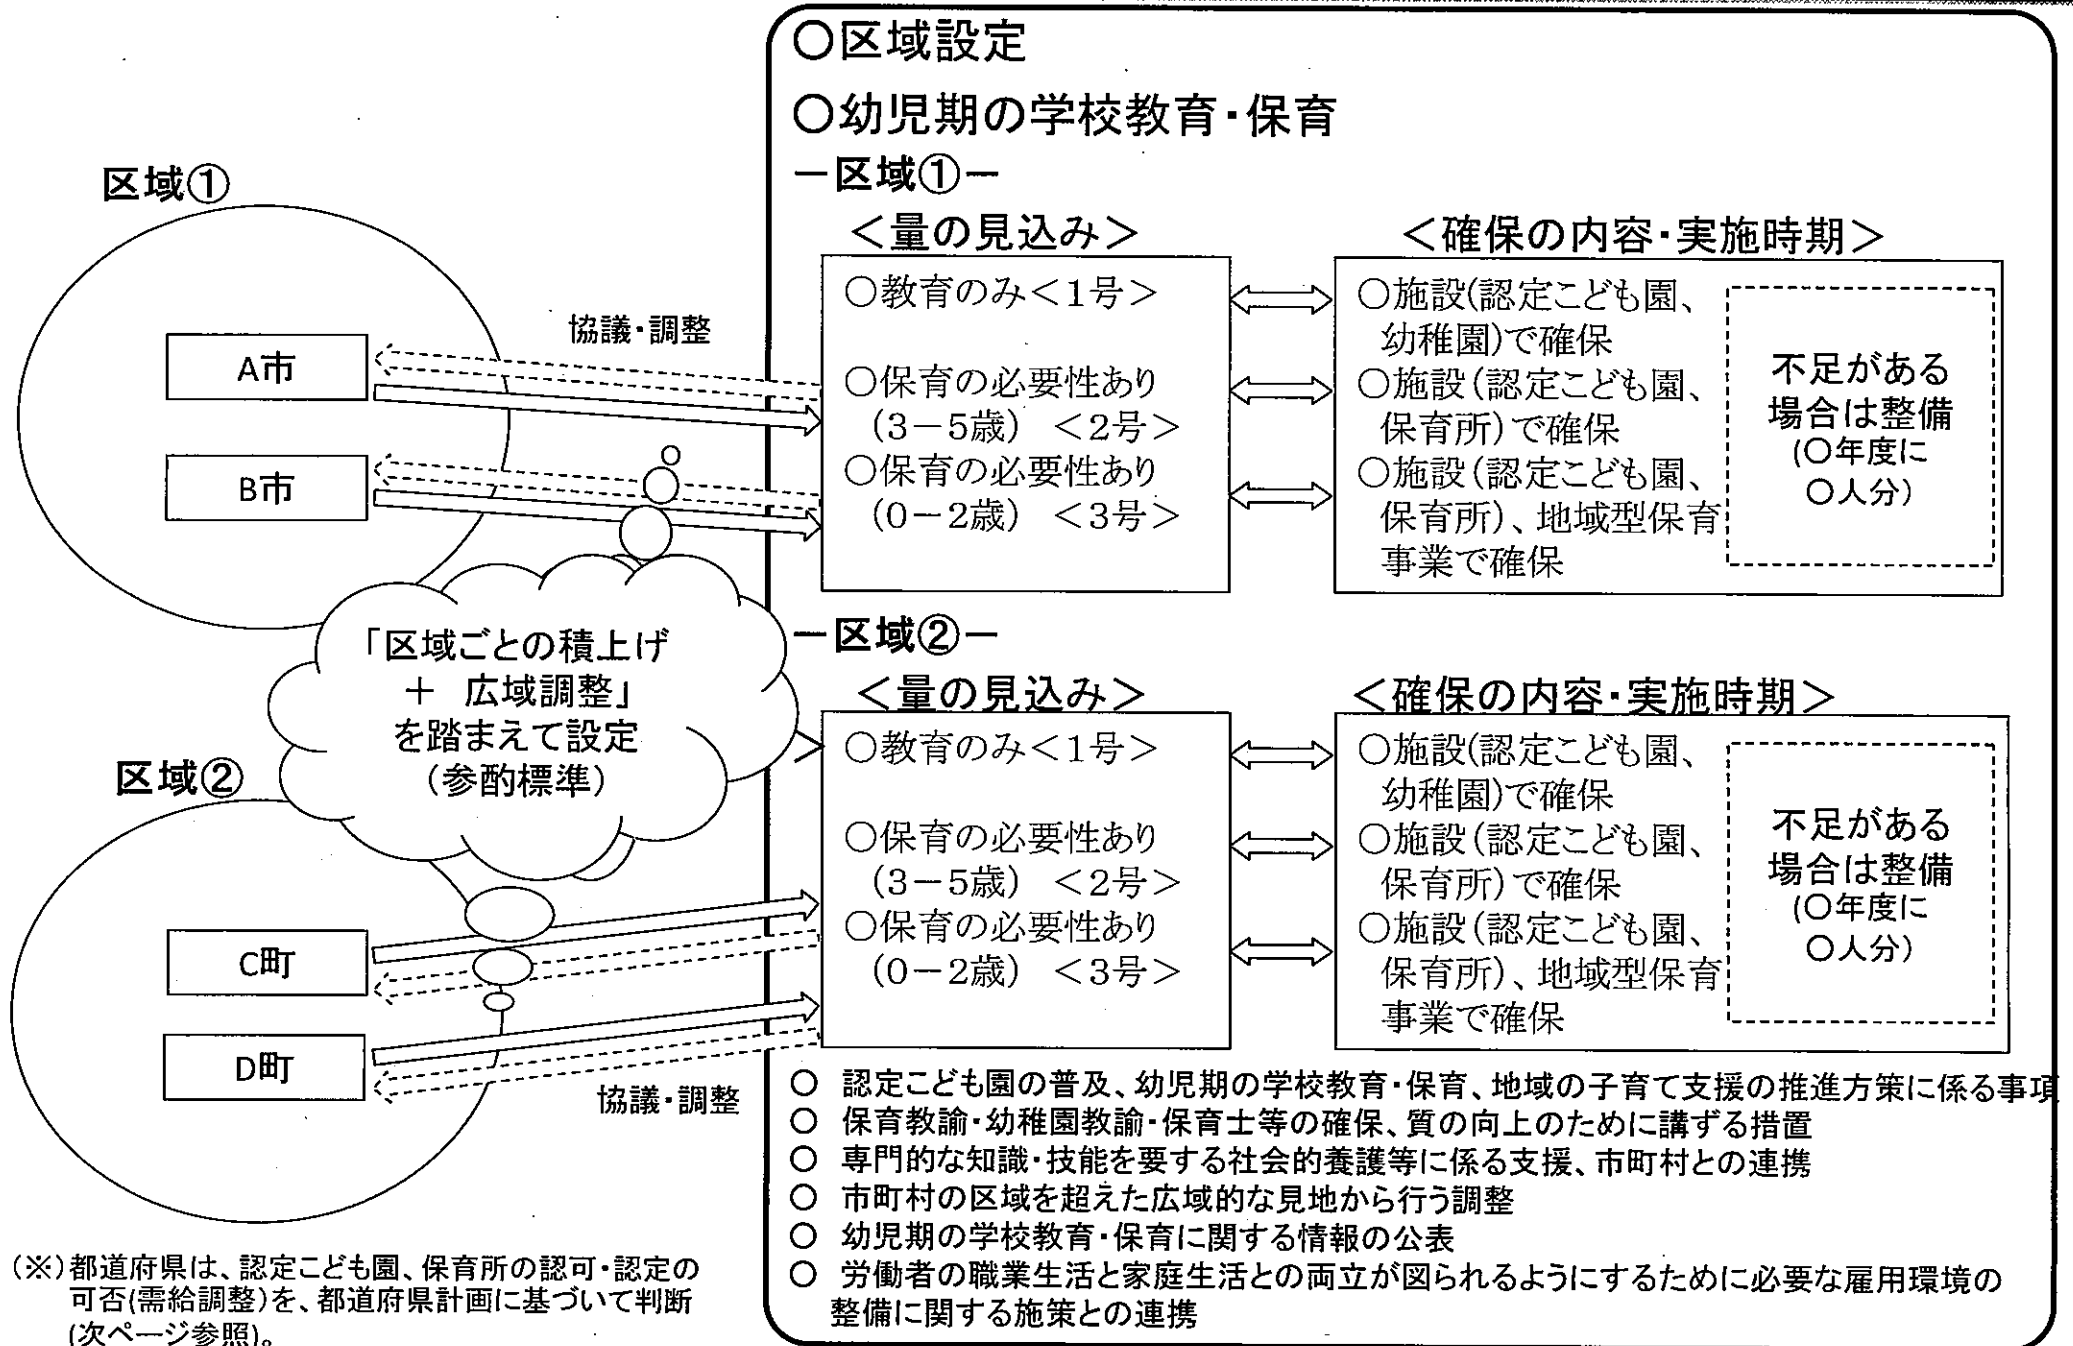 区域①
A市
B市
協議・調整
「区域ごとの積上げ
+ 広域調整」
を踏まえて設定
(参酌標準)
区域②
C町
D町
協議・調整
(※)都道府県は、認定こども園、保育所の認可・認定の
可否(需給調整)を、都道府県計画に基づいて判断
(次ページ参照)。
○区域設定
○幼児期の学校教育・保育
－区域①－
＜量の見込み＞
○教育のみ＜1号＞
○保育の必要性あり
(3－5歳) ＜2号＞
○保育の必要性あり
(0－2歳) ＜3号＞
＜確保の内容・実施時期＞
○施設(認定こども園、
幼稚園)で確保
○施設(認定こども園、
保育所)で確保
○施設(認定こども園、
保育所)、地域型保育
事業で確保
不足がある
場合は整備
(○年度に
○人分)
－区域②－
＜量の見込み＞
○教育のみ＜1号＞
○保育の必要性あり
(3－5歳) ＜2号＞
○保育の必要性あり
(0－2歳) ＜3号＞
＜確保の内容・実施時期＞
○施設(認定こども園、
幼稚園)で確保
○施設(認定こども園、
保育所)で確保
○施設(認定こども園、
保育所)、地域型保育
事業で確保
不足がある
場合は整備
(○年度に
○人分)
○ 認定こども園の普及、幼児期の学校教育・保育、地域の子育て支援の推進方策に係る事項
○ 保育教諭・幼稚園教諭・保育士等の確保、質の向上のために講ずる措置
○ 専門的な知識・技能を要する社会的養護等に係る支援、市町村との連携
○ 市町村の区域を超えた広域的な見地から行う調整
○ 幼児期の学校教育・保育に関する情報の公表
○ 労働者の職業生活と家庭生活との両立が図られるようにするために必要な雇用環境の
整備に関する施策との連携